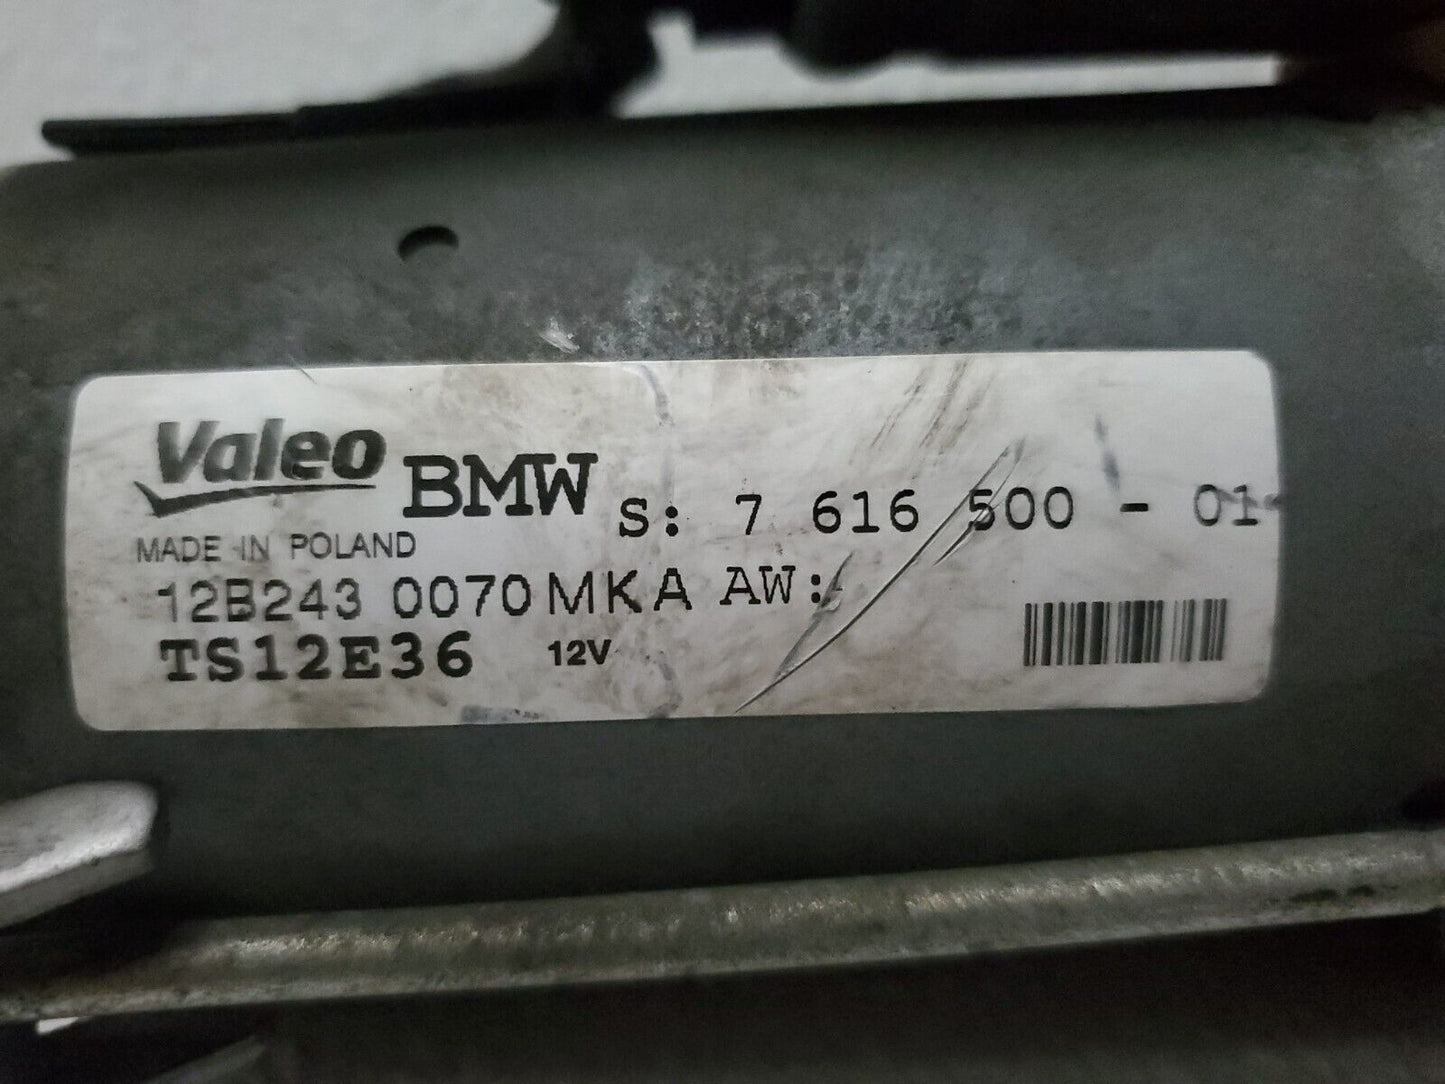 Valeo BMW S: 7 616 500 - 01
MADE IN POLAND
12B243 0070 MKA AW:
TS12E36 12V